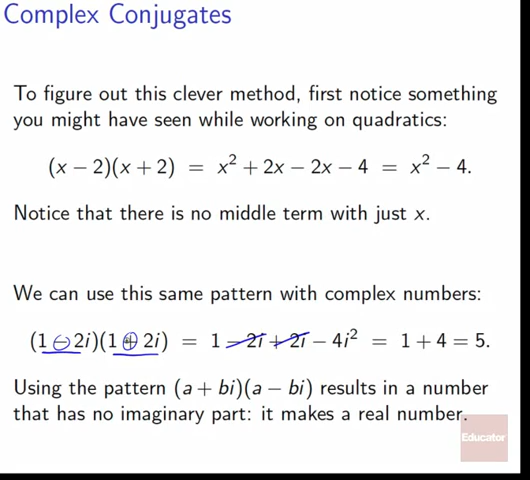 Complex Conjugates
To figure out this clever method, first notice something
you might have seen while working on quadratics:
(x − 2)(x + 2) = x² + 2x − 2x − 4 = x² − 4.
Notice that there is no middle term with just x.
We can use this same pattern with complex numbers:
(1 − 2i)(1 + 2i) = 1 − 2i + 2i − 4i² = 1 + 4 = 5.
Using the pattern (a + bi)(a − bi) results in a number
that has no imaginary part: it makes a real number.
Educator